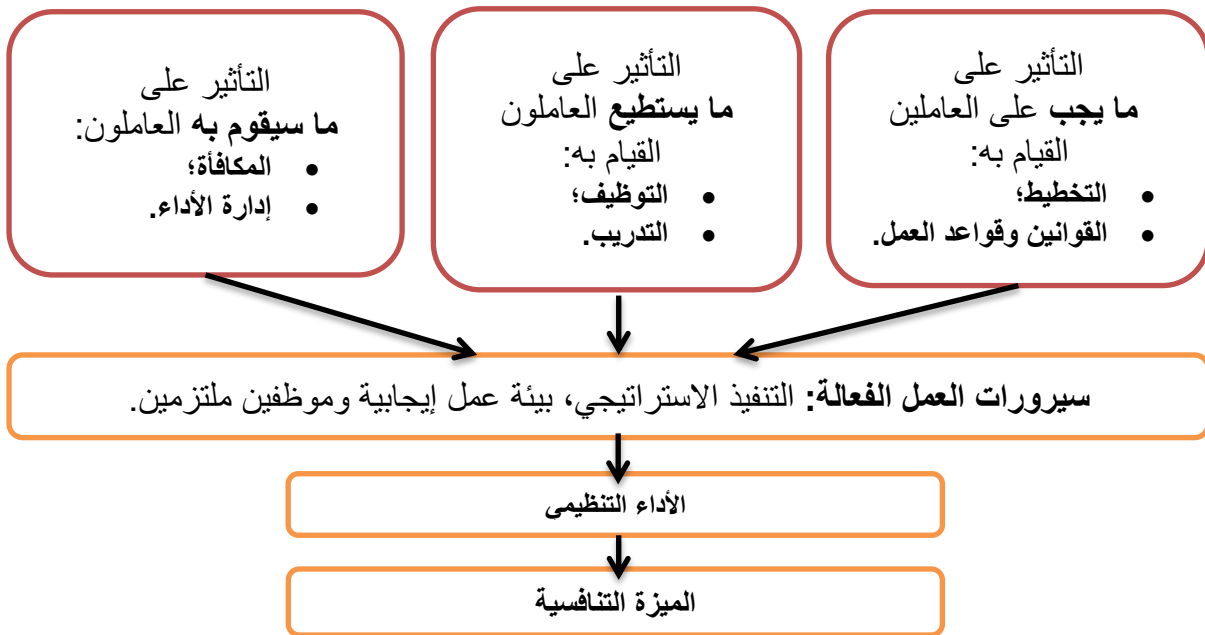 التأثير على
ما يجب على العاملين
القيام به:
• التخطيط؛
• القوانين وقواعد العمل.
التأثير على
ما يستطيع العاملون
القيام به:
• التوظيف؛
• التدريب.
التأثير على
ما سيقوم به العاملون:
• المكافأة؛
• إدارة الأداء.
سيرورات العمل الفعالة: التنفيذ الاستراتيجي، بيئة عمل إيجابية وموظفين ملتزمين.
الأداء التنظيمي
الميزة التنافسية